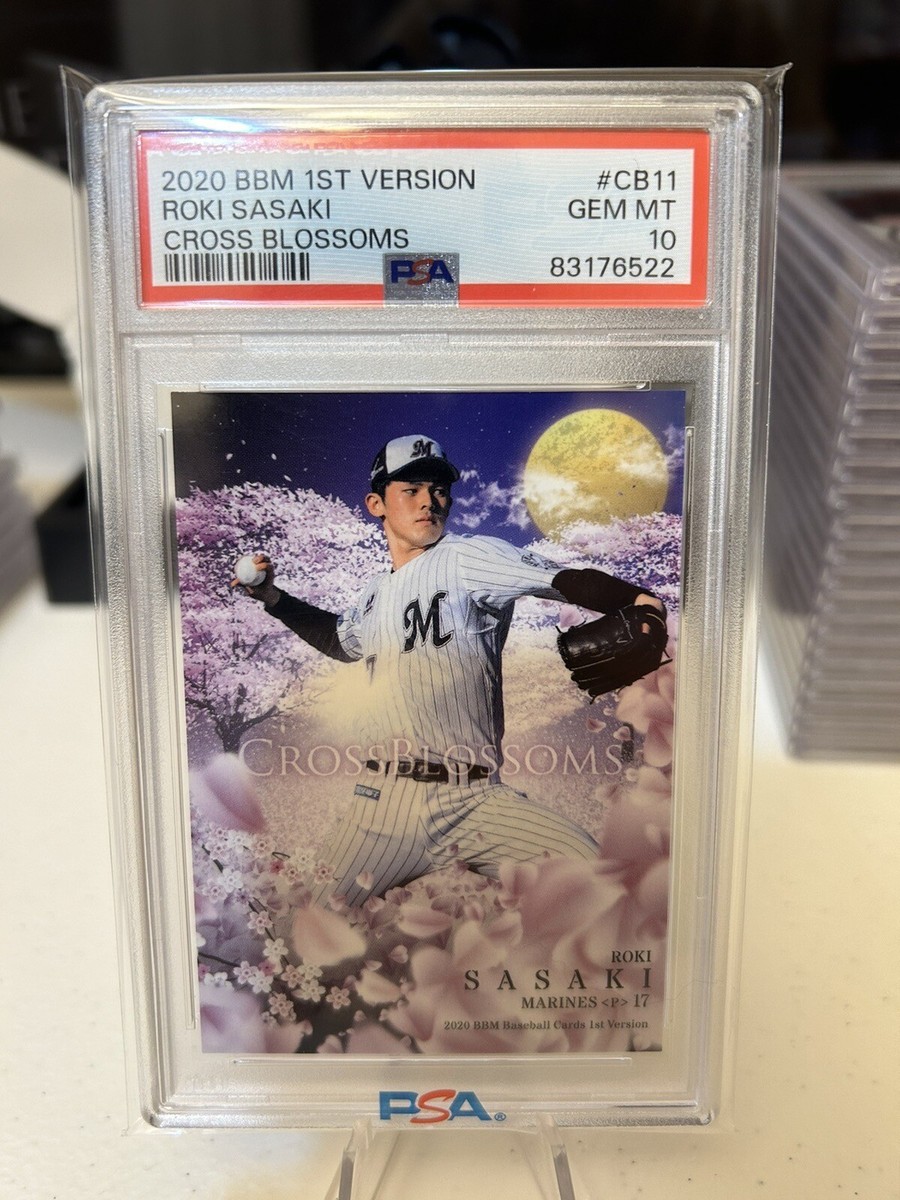 2020 BBM 1ST VERSION #CB11
ROKI SASAKI GEM MT
CROSS BLOSSOMS 10
PSA 83176522
M
M
7
CROSSBLOSSOMS
ROKI
SASAKI
MARINES <P> 17
2020 BBM Baseball Cards 1st Version
PSA®